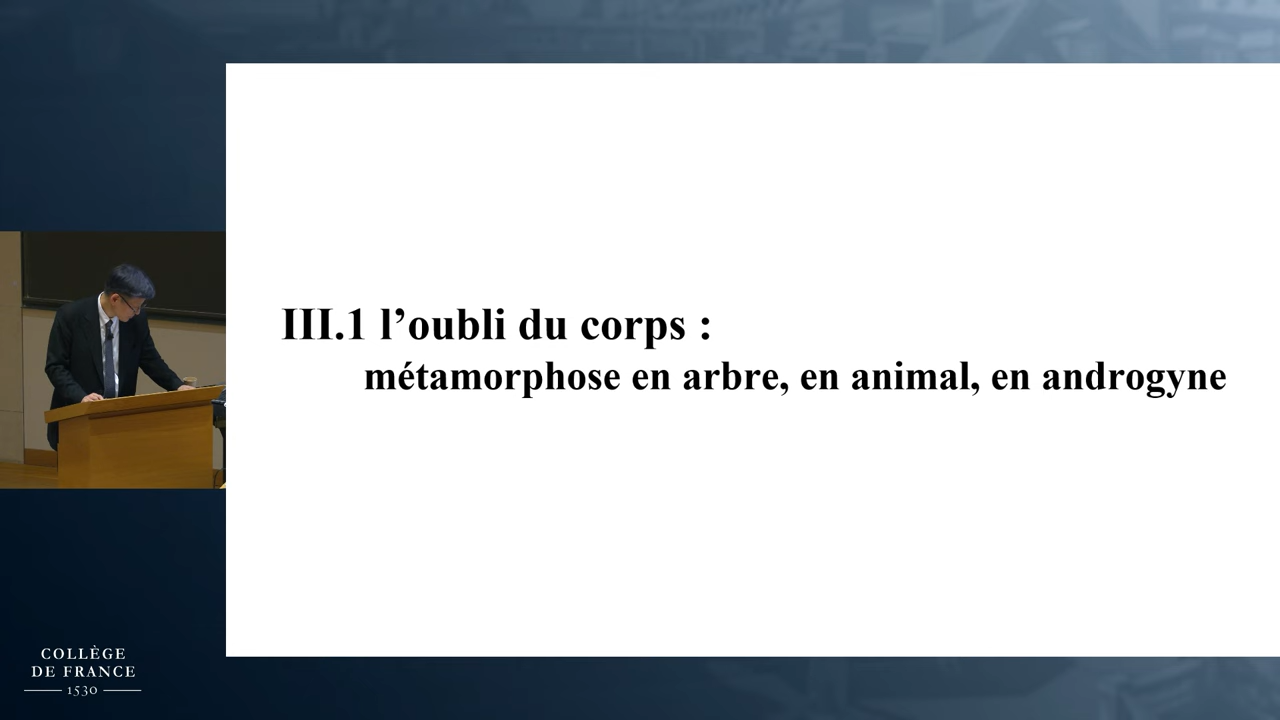 III.1 l’oubli du corps :
métamorphose en arbre, en animal, en androgyne
COLLÈGE
DE FRANCE
1530